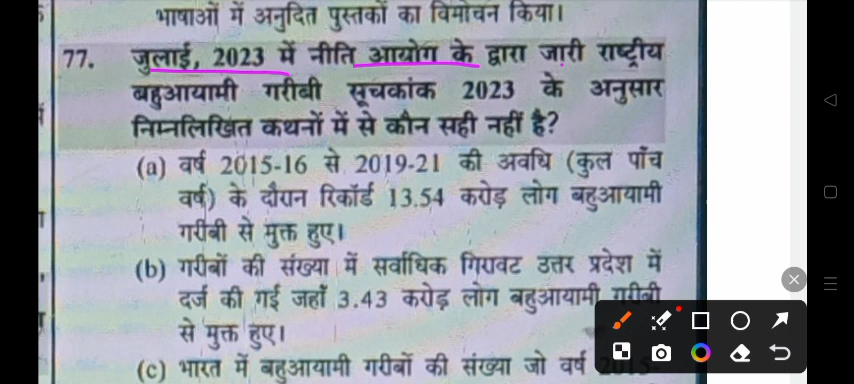 भाषाओं में अनुदित पुस्तकों का विमोचन किया।
77. जुलाई, 2023 में नीति आयोग के द्वारा जारी राष्ट्रीय
बहुआयामी गरीबी सूचकांक 2023 के अनुसार
निम्नलिखित कथनों में से कौन सही नहीं है?
(a) वर्ष 2015-16 से 2019-21 की अवधि (कुल पाँच
वर्ष) के दौरान रिकॉर्ड 13.54 करोड़ लोग बहुआयामी
गरीबी से मुक्त हुए।
(b) गरीबों की संख्या में सर्वाधिक गिरावट उत्तर प्रदेश में
दर्ज की गई जहाँ 3.43 करोड़ लोग बहुआयामी गरीबी
से मुक्त हुए।
(c) भारत में बहुआयामी गरीबों की संख्या जो वर्ष 2015-